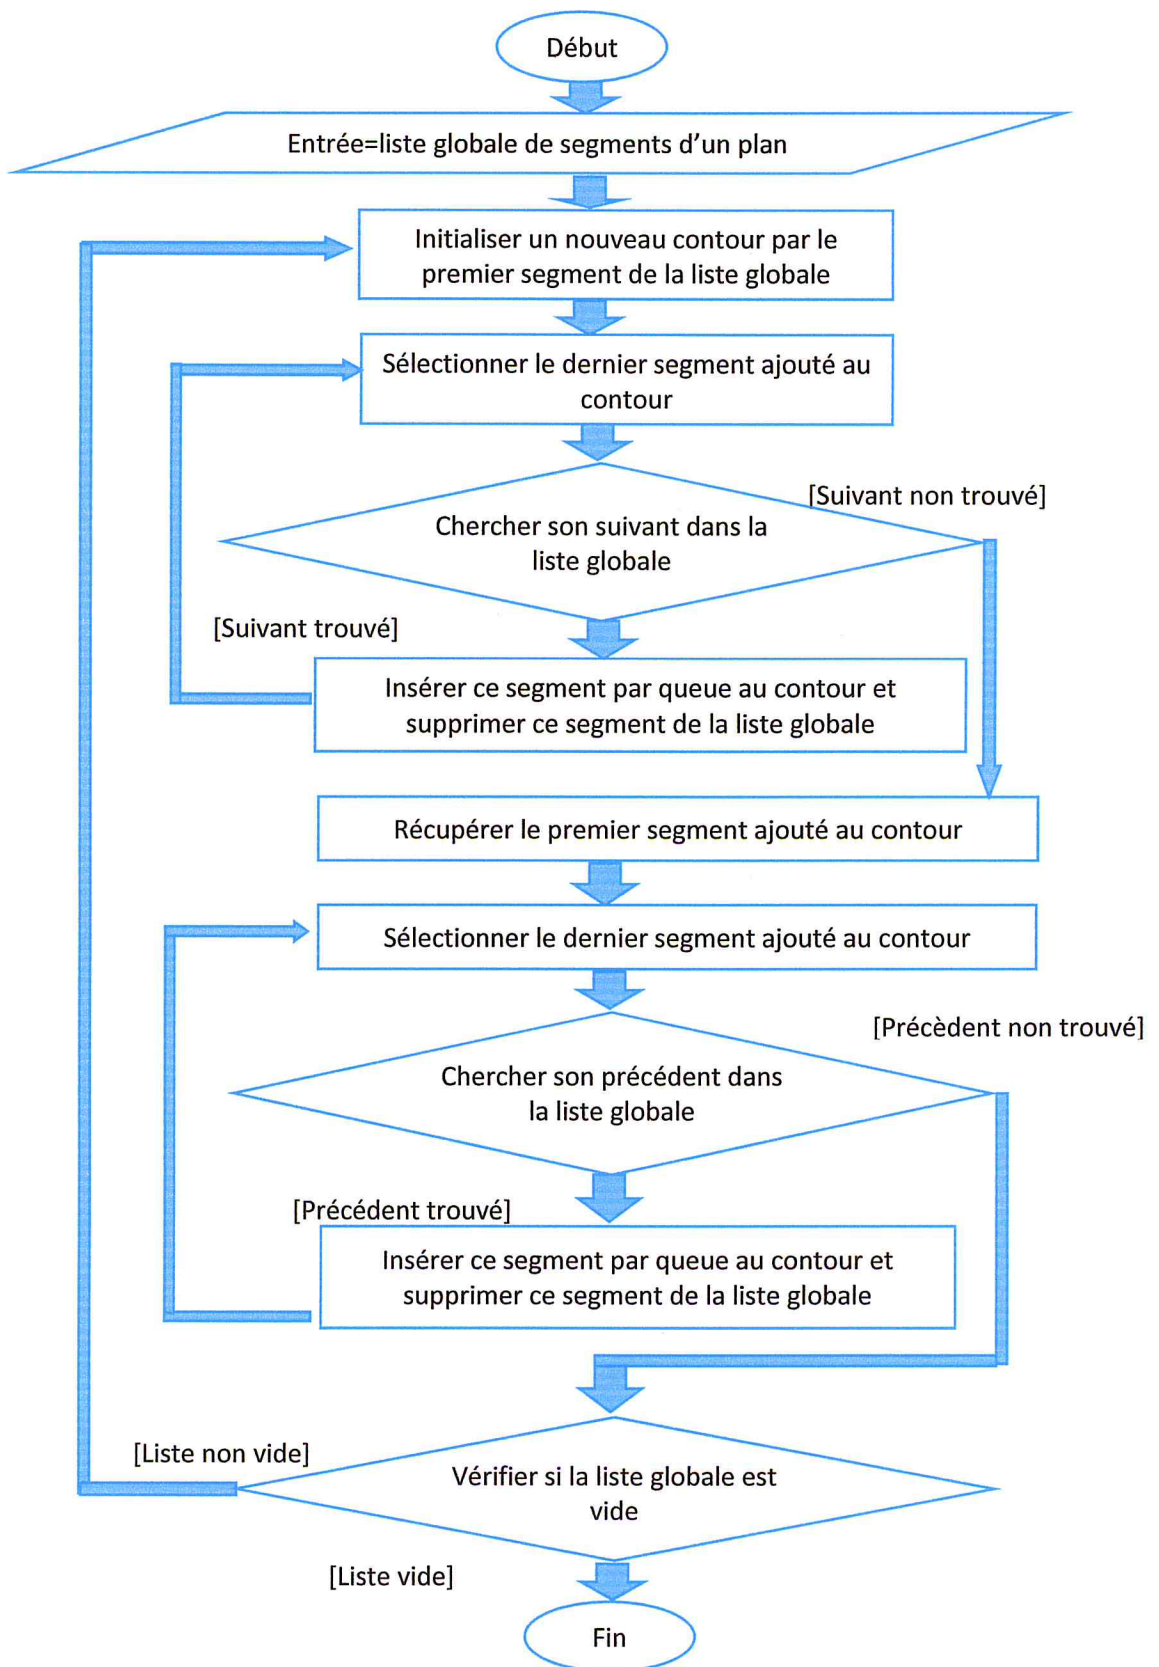 Début
Entrée=liste globale de segments d’un plan
Initialiser un nouveau contour par le
premier segment de la liste globale
Sélectionner le dernier segment ajouté au
contour
[Suivant non trouvé]
Chercher son suivant dans la
liste globale
[Suivant trouvé]
Insérer ce segment par queue au contour et
supprimer ce segment de la liste globale
Récupérer le premier segment ajouté au contour
Sélectionner le dernier segment ajouté au contour
[Précèdent non trouvé]
Chercher son précédent dans
la liste globale
[Précédent trouvé]
Insérer ce segment par queue au contour et
supprimer ce segment de la liste globale
[Liste non vide]
Vérifier si la liste globale est
vide
[Liste vide]
Fin